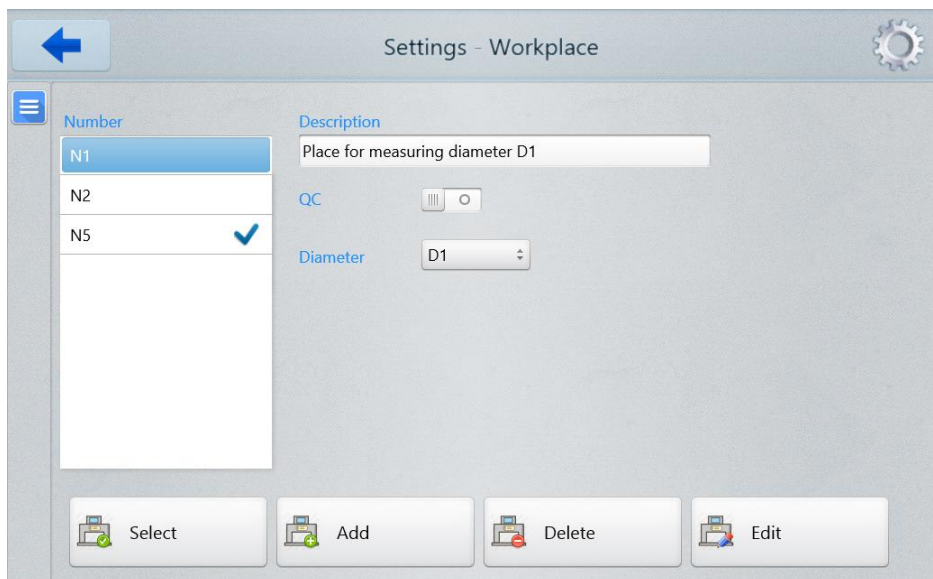 Settings - Workplace
Number
Description
N1
Place for measuring diameter D1
N2
QC
N5
Diameter
D1
Select
Add
Delete
Edit